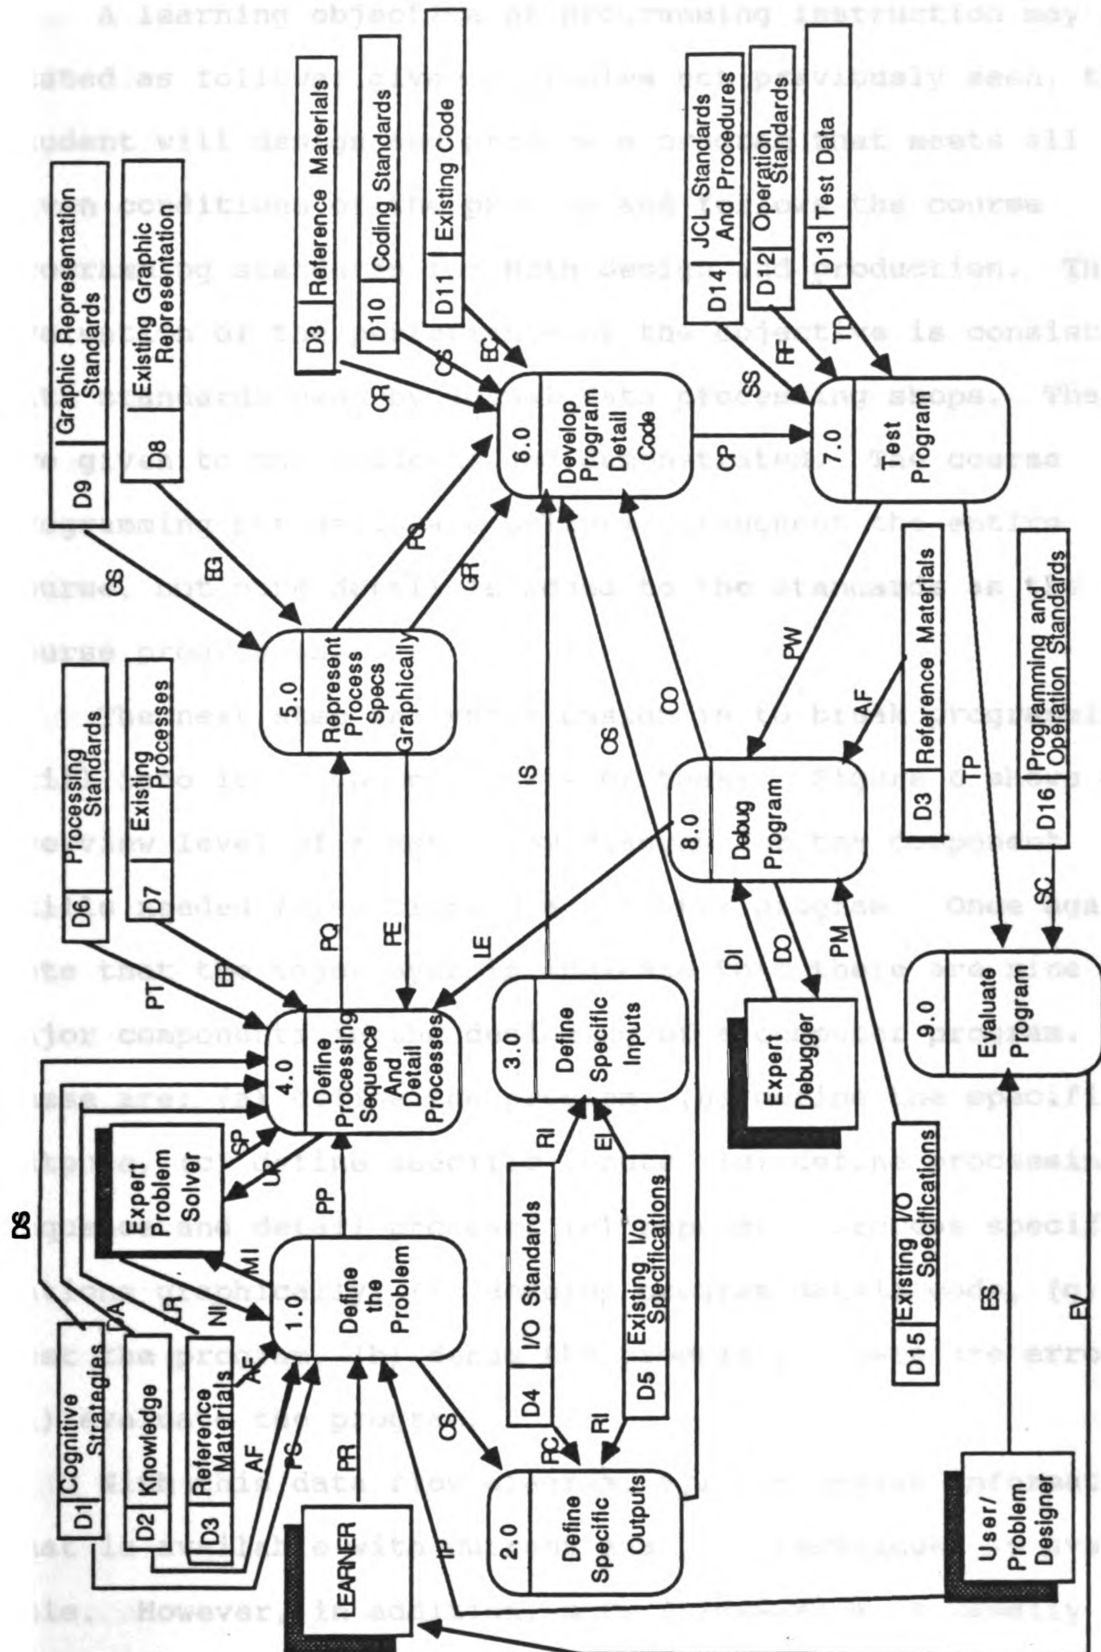 D9 Graphic Representation
Standards
D8 Existing Graphic
Representation
D3 Reference Materials
D10 Coding Standards
D11 Existing Code
D14 JCL-Standards
And Procedures
D12 Operation
Standards
D13 Test Data
GS
EG
CR
CS
EC
SS
RF
TD
D6 Processing
Standards
D7 Existing
Processes
PT
EP
5.0
Represent
Process
Specs
Graphically
PG
GR
6.0
Develop
Program
Detail
Code
CP
7.0
Test
Program
DS
Expert
Problem
Solver
SP
UR
MI
4.0
Define
Processing
Sequence
And
Detail
Processes
PQ
PE
IS
OS
CO
PW
LE
8.0
Debug
Program
AF
D3 Reference Materials
TP
D16 Programming and
Operation Standards
SC
D1 Cognitive
Strategies
D2 Knowledge
D3 Reference
Materials
DA
LR
NI
AF
AF
PS
1.0
Define
the
Problem
PP
3.0
Define
Specific
Inputs
RI
EI
D4 I/O Standards
D5 Existing I/o
Specifications
RC
RI
DI
DO
PM
Expert
Debugger
D15 Existing I/O
Specifications
9.0
Evaluate
Program
ES
EV
LEARNER
PR
OS
2.0
Define
Specific
Outputs
User/
Problem
Designer